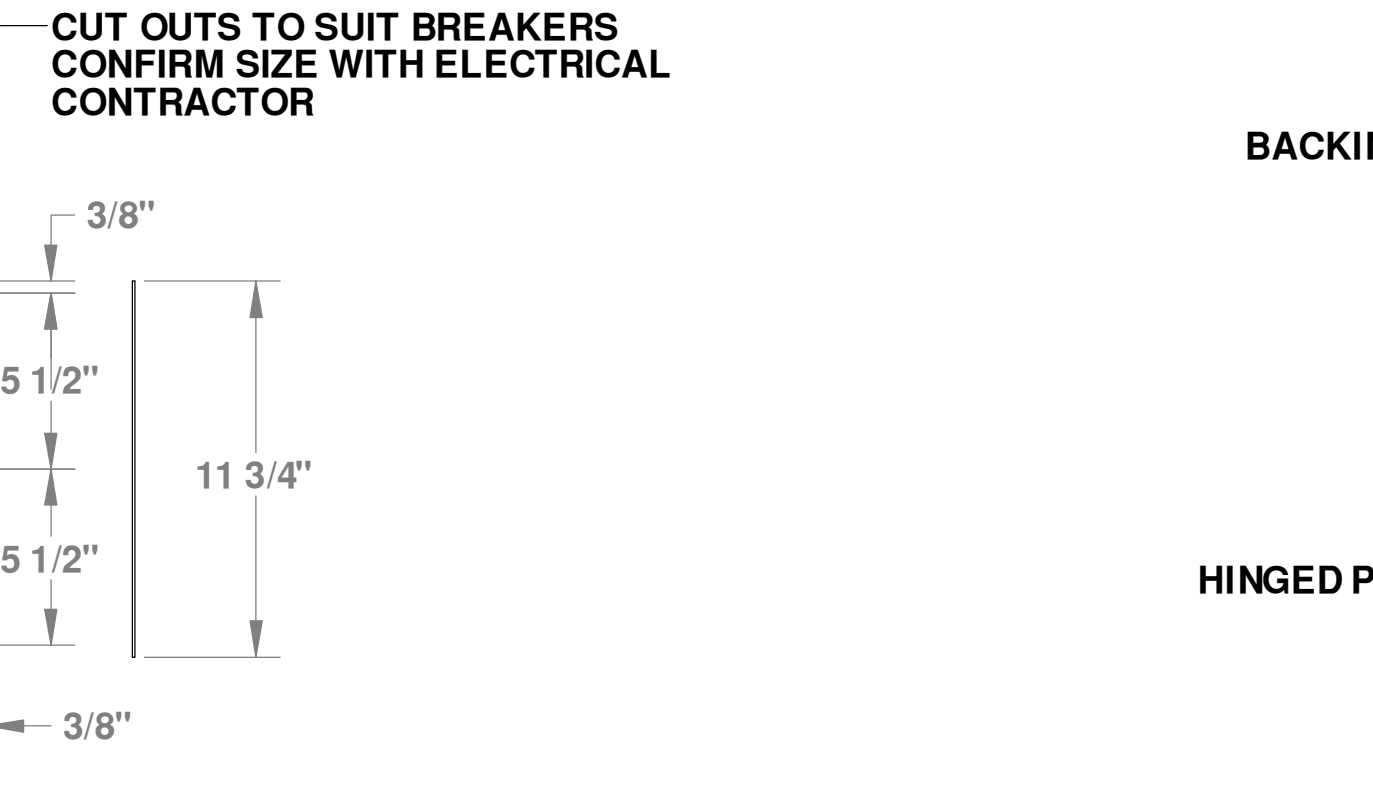 CUT OUTS TO SUIT BREAKERS
CONFIRM SIZE WITH ELECTRICAL
CONTRACTOR
3/8"
5 1/2"
11 3/4"
5 1/2"
3/8"
HINGED